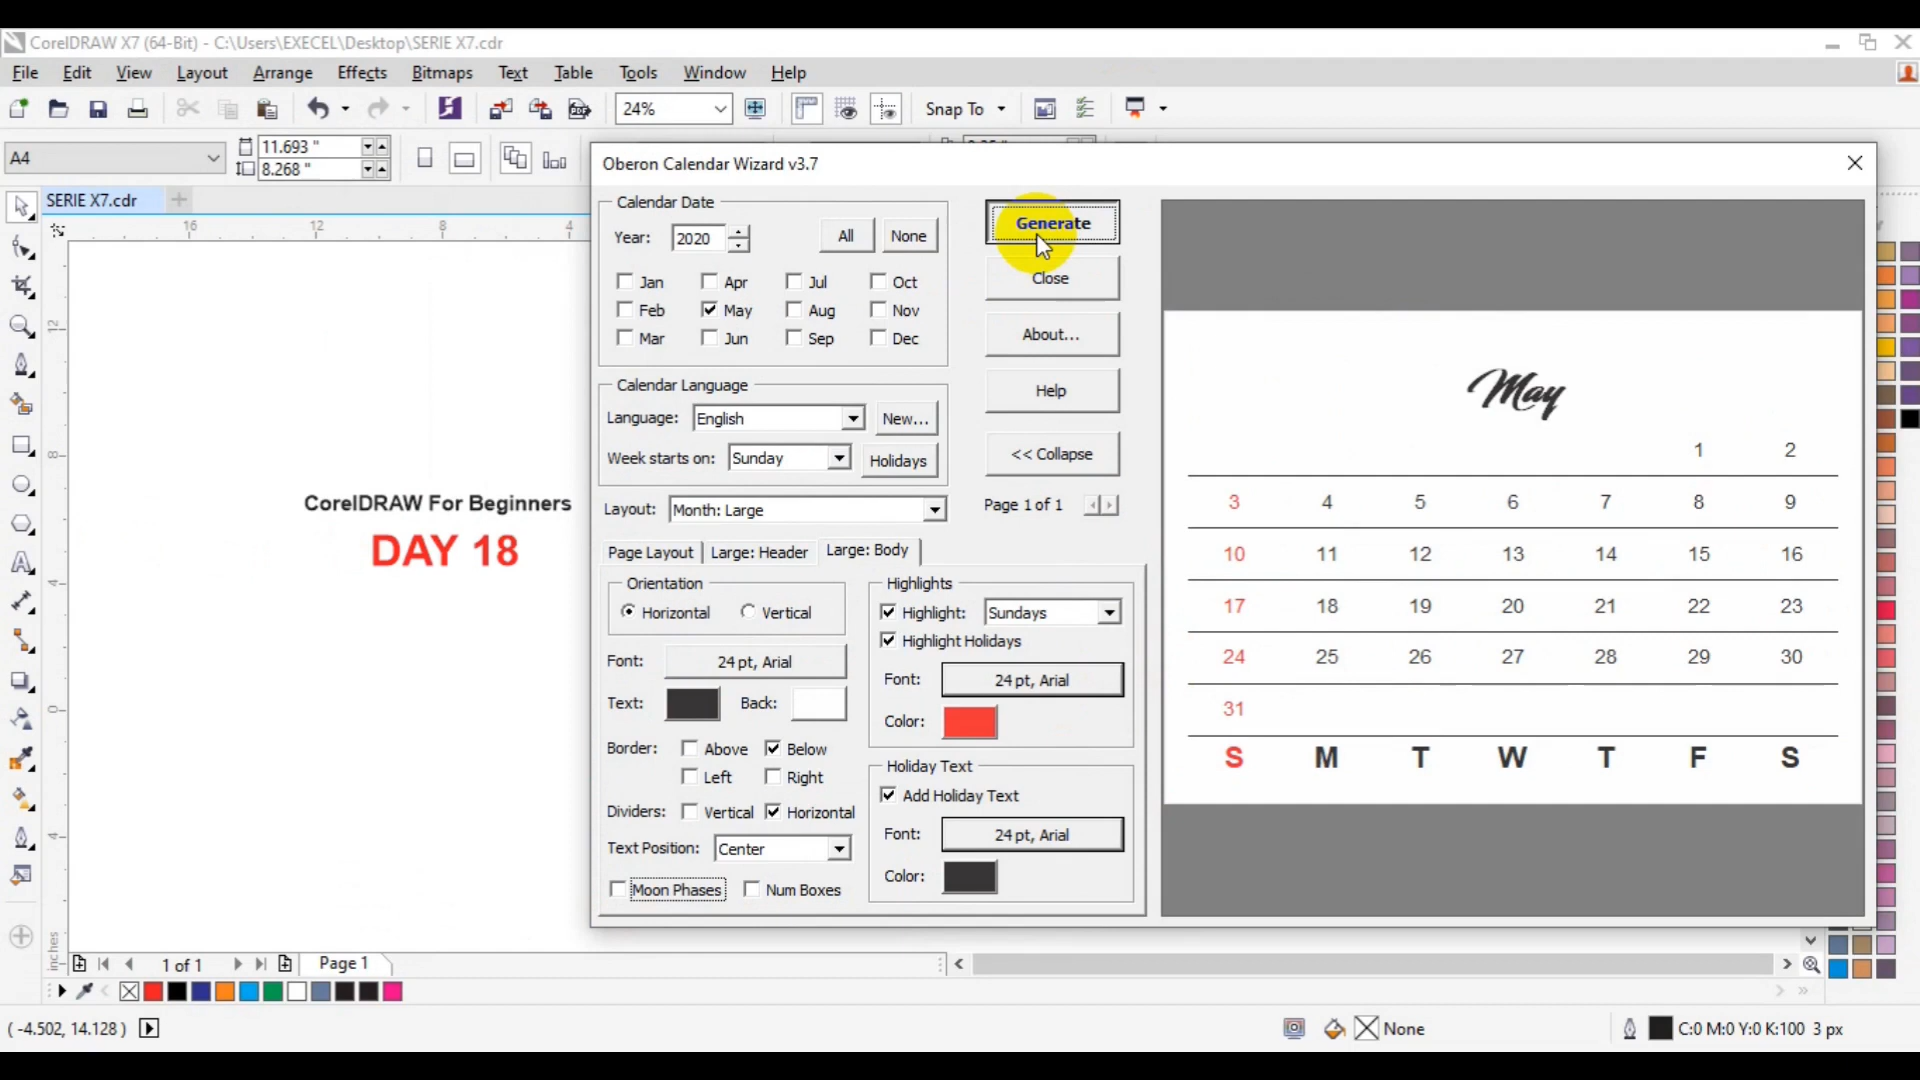 CorelDRAW X7 (64-Bit) - C:\Users\EXECEL\Desktop\SERIE X7.cdr
File Edit View Layout Arrange Effects Bitmaps Text Table Tools Window Help
24%
Snap To
A4
11.693 "
8.268 "
SERIE X7.cdr
16 12 8 4
12
8
4
0
4
inches
CorelDRAW For Beginners
DAY 18
Oberon Calendar Wizard v3.7
Calendar Date
Year: 2020 All None
Jan Apr Jul Oct
Feb May Aug Nov
Mar Jun Sep Dec
Calendar Language
Language: English New...
Week starts on: Sunday Holidays
Layout: Month: Large
Generate
Close
About...
Help
<< Collapse
Page 1 of 1
Page Layout Large: Header Large: Body
Orientation
Horizontal Vertical
Font: 24 pt, Arial
Text: Back:
Border: Above Below
Left Right
Dividers: Vertical Horizontal
Text Position: Center
Moon Phases Num Boxes
Highlights
Highlight: Sundays
Highlight Holidays
Font: 24 pt, Arial
Color:
Holiday Text
Add Holiday Text
Font: 24 pt, Arial
Color:
May
1 2
3 4 5 6 7 8 9
10 11 12 13 14 15 16
17 18 19 20 21 22 23
24 25 26 27 28 29 30
31
S M T W T F S
1 of 1
Page 1
( -4.502, 14.128 )
None
C:0 M:0 Y:0 K:100 3 px